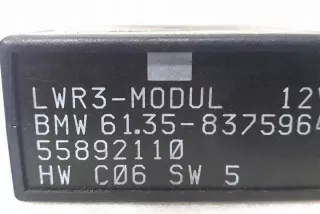 LWR3-MODUL 12V
BMW 61.35-8375964
55892110
HW C06 SW 5